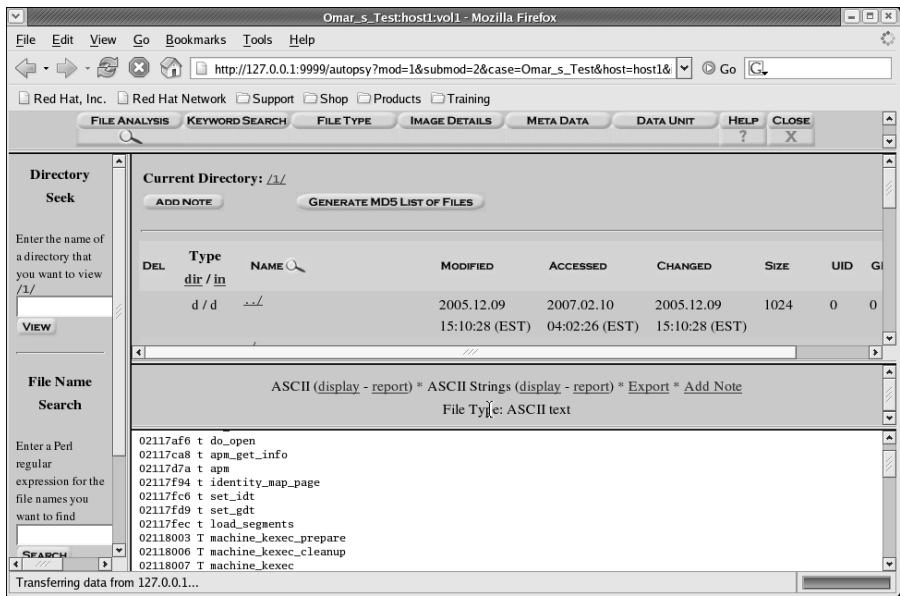 Omar_s_Test:host1:vol1 - Mozilla Firefox
File Edit View Go Bookmarks Tools Help
http://127.0.0.1:9999/autopsy?mod=1&submod=2&case=Omar_s_Test&host=host1& Go G
Red Hat, Inc. Red Hat Network Support Shop Products Training
FILE ANALYSIS KEYWORD SEARCH FILE TYPE IMAGE DETAILS META DATA DATA UNIT HELP CLOSE
? X
Directory
Seek
Enter the name of
a directory that
you want to view
/1/
VIEW
File Name
Search
Enter a Perl
regular
expression for the
file names you
want to find
SEARCH
Current Directory: /1/
ADD NOTE GENERATE MD5 LIST OF FILES
DEL Type NAME MODIFIED ACCESSED CHANGED SIZE UID GI
dir / in
d / d ../ 2005.12.09 2007.02.10 2005.12.09 1024 0 0
15:10:28 (EST) 04:02:26 (EST) 15:10:28 (EST)
ASCII (display - report) * ASCII Strings (display - report) * Export * Add Note
File Type: ASCII text
02117af6 t do_open
02117ca8 t apm_get_info
02117d7a t apm
02117f94 t identity_map_page
02117fc6 t set_idt
02117fd9 t set_gdt
02117fec t load_segments
02118003 T machine_kexec_prepare
02118006 T machine_kexec_cleanup
02118007 T machine_kexec
Transferring data from 127.0.0.1...